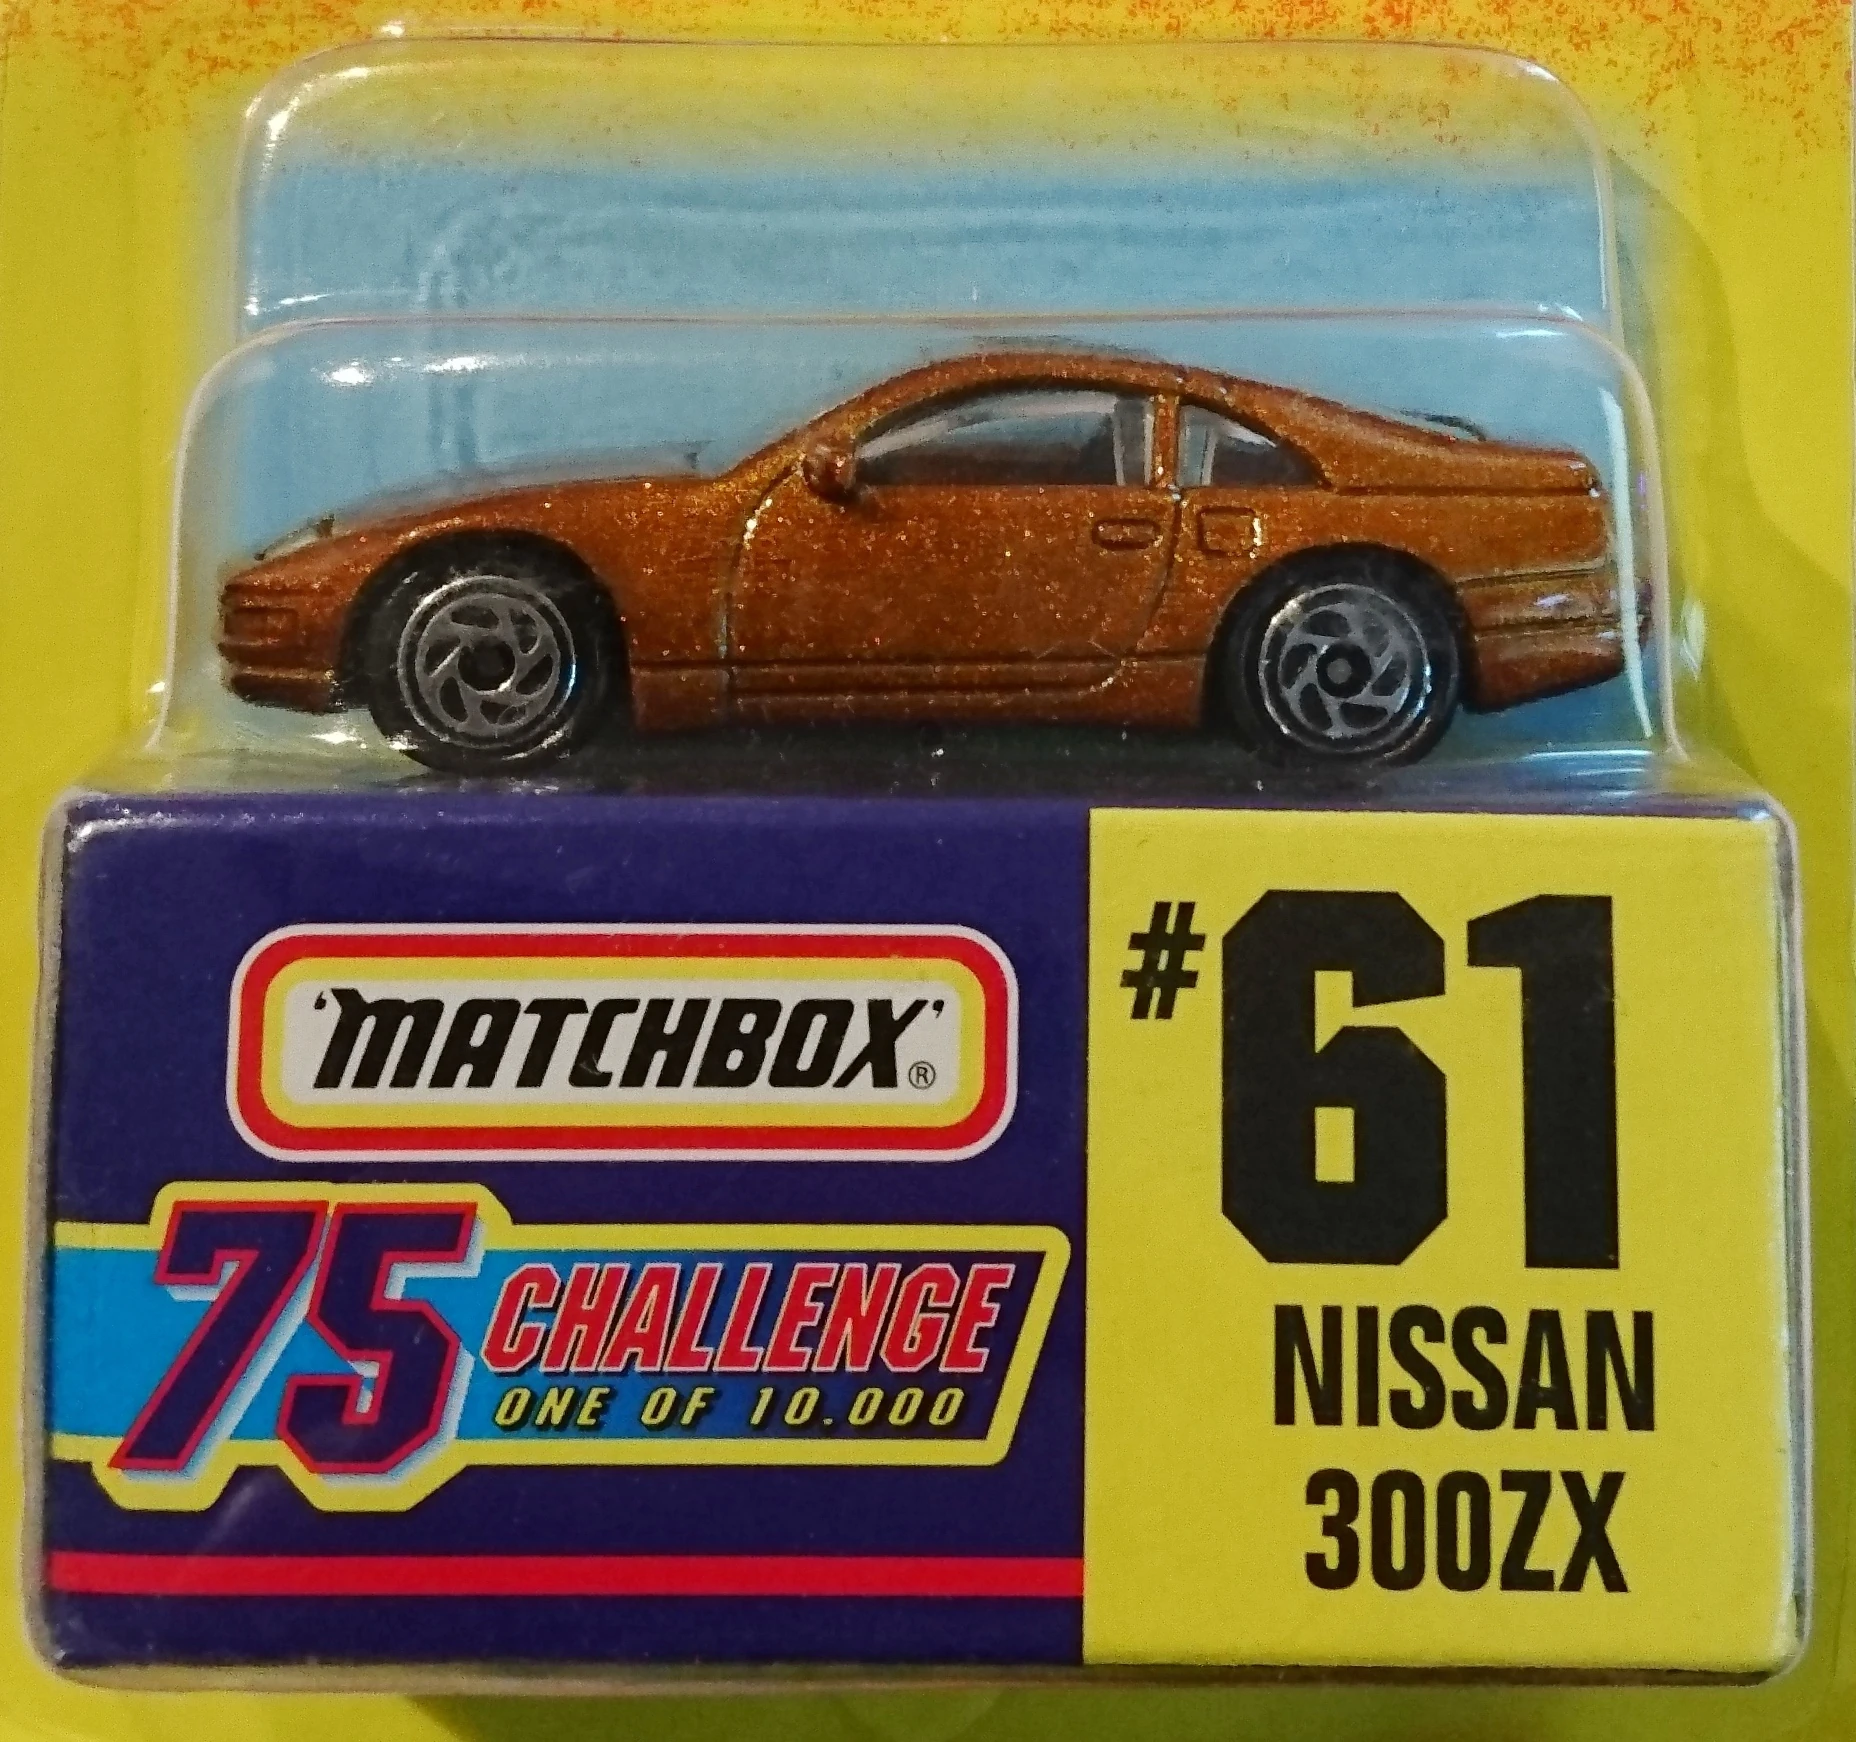 'MATCHBOX'®
75 CHALLENGE
ONE OF 10.000
#61
NISSAN
300ZX